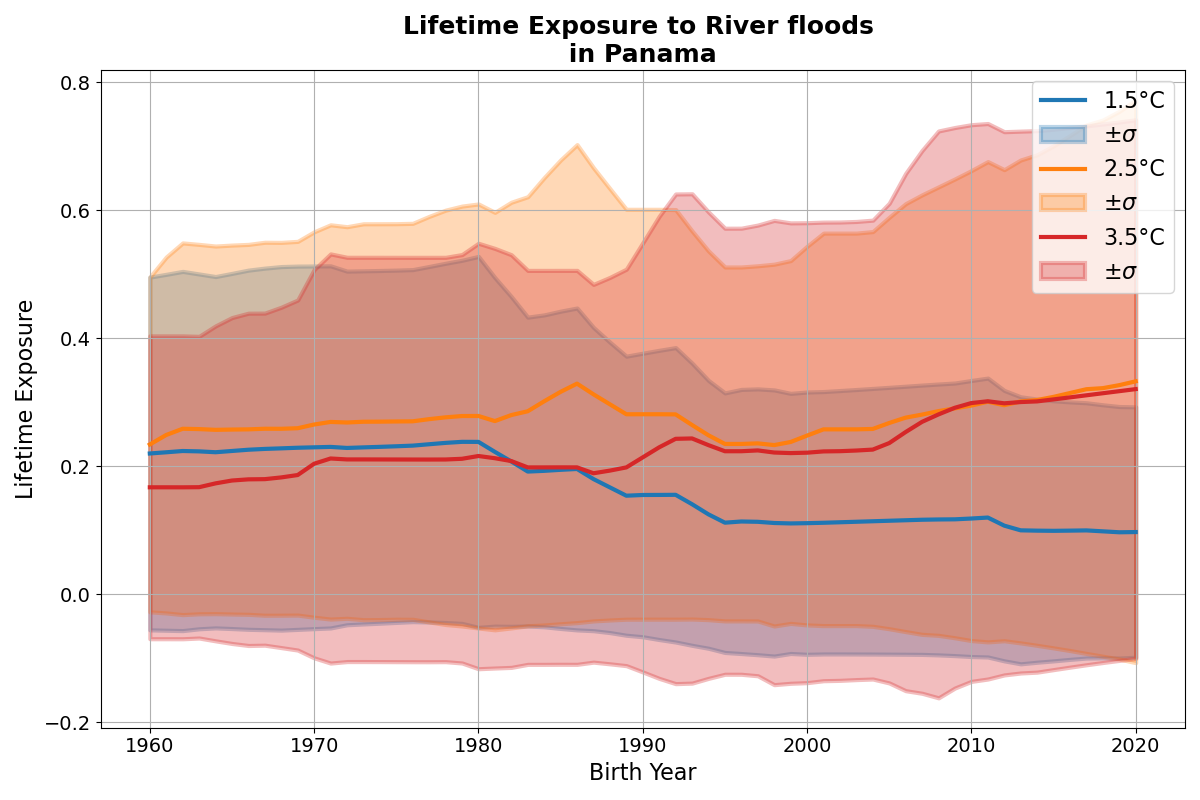 Lifetime Exposure to River floods
in Panama
0.8
0.6
0.4
0.2
0.0
−0.2
Lifetime Exposure
1.5°C
±σ
2.5°C
±σ
3.5°C
±σ
1960 1970 1980 1990 2000 2010 2020
Birth Year